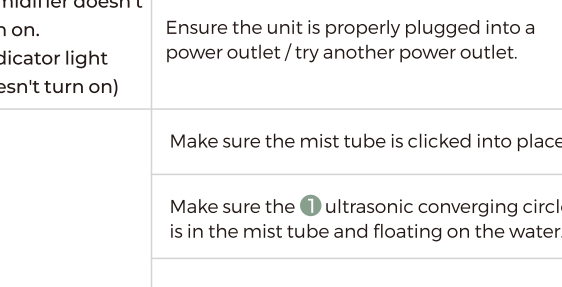 n on.
esn't turn on)
Ensure the unit is properly plugged into a
power outlet / try another power outlet.
Make sure the mist tube is clicked into place
Make sure the 1 ultrasonic converging circl
is in the mist tube and floating on the water.